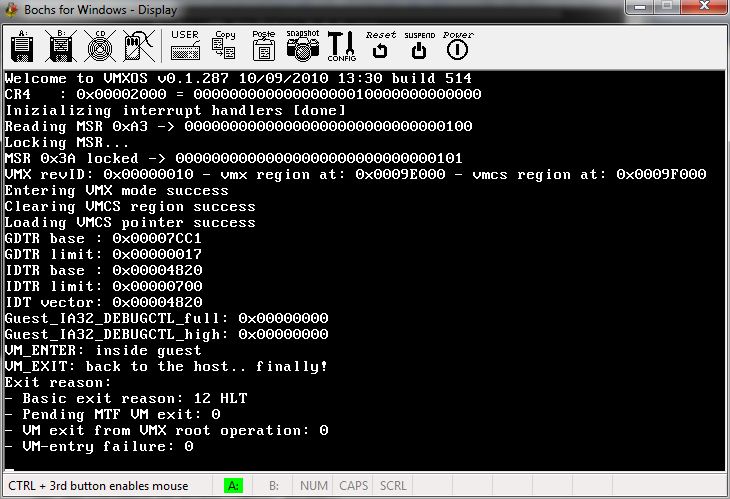 Bochs for Windows - Display
A: B: CD USER Copy Paste snapshot CONFIG Reset SUSPEND Power
Welcome to VMXOS v0.1.287 10/09/2010 13:30 build 514
CR4   : 0x00002000 = 00000000000000000010000000000000
Inizializing interrupt handlers [done]
Reading MSR 0xA3 -> 00000000000000000000000000000100
Locking MSR...
MSR 0x3A locked -> 00000000000000000000000000000101
VMX revID: 0x00000010 - vmx region at: 0x0009E000 - vmcs region at: 0x0009F000
Entering VMX mode success
Clearing VMCS region success
Loading VMCS pointer success
GDTR base : 0x00007CC1
GDTR limit: 0x00000017
IDTR base : 0x00004820
IDTR limit: 0x00000700
IDT vector: 0x00004820
Guest_IA32_DEBUGCTL_full: 0x00000000
Guest_IA32_DEBUGCTL_high: 0x00000000
VM_ENTER: inside guest
VM_EXIT: back to the host.. finally!
Exit reason:
- Basic exit reason: 12 HLT
- Pending MTF VM exit: 0
- VM exit from VMX root operation: 0
- VM-entry failure: 0
CTRL + 3rd button enables mouse A: B: NUM CAPS SCRL